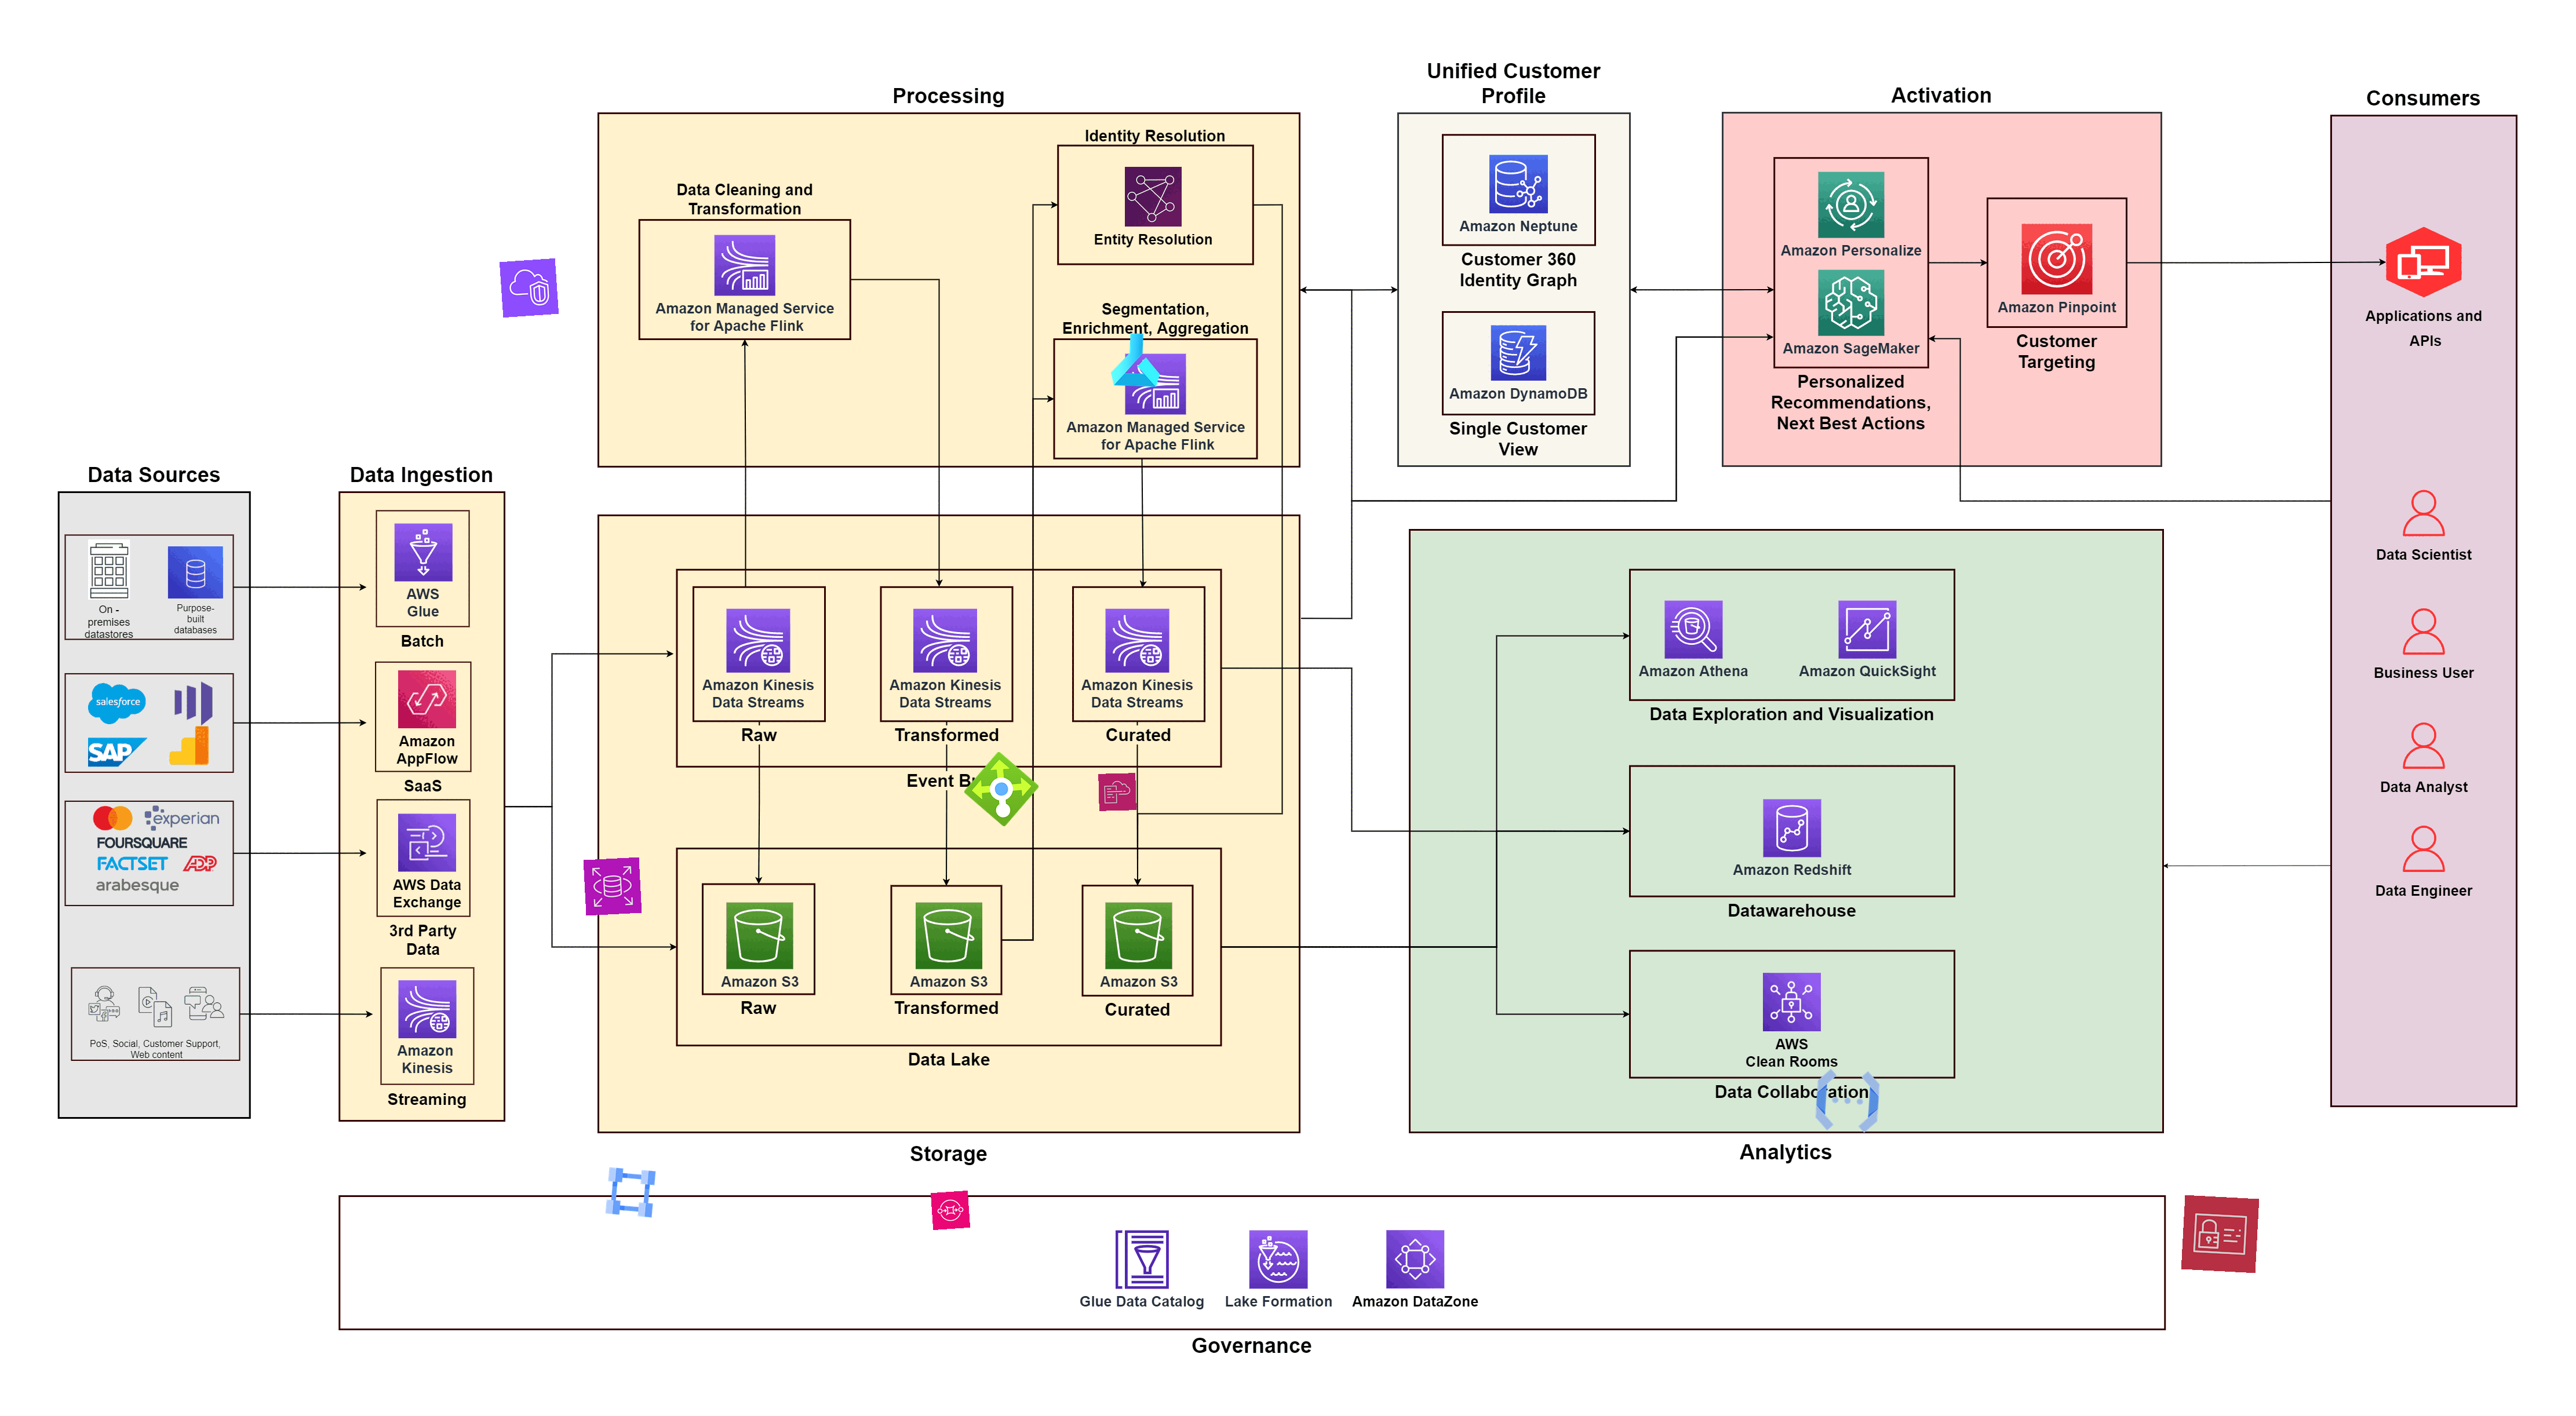 Processing
Unified Customer
Profile
Activation
Consumers
Identity Resolution
Entity Resolution
Data Cleaning and
Transformation
Amazon Managed Service
for Apache Flink
Segmentation,
Enrichment, Aggregation
Amazon Managed Service
for Apache Flink
Amazon Neptune
Customer 360
Identity Graph
Amazon DynamoDB
Single Customer
View
Amazon Personalize
Amazon SageMaker
Personalized
Recommendations,
Next Best Actions
Amazon Pinpoint
Customer
Targeting
Applications and
APIs
Data Scientist
Business User
Data Analyst
Data Engineer
Data Sources
On -
premises
datastores
Purpose-
built
databases
salesforce
SAP
experian
FOURSQUARE
FACTSET
ADP
arabesque
PoS, Social, Customer Support,
Web content
Data Ingestion
AWS
Glue
Batch
Amazon
AppFlow
SaaS
AWS Data
Exchange
3rd Party
Data
Amazon
Kinesis
Streaming
Amazon Kinesis
Data Streams
Raw
Amazon Kinesis
Data Streams
Transformed
Amazon Kinesis
Data Streams
Curated
Event
Amazon S3
Raw
Amazon S3
Transformed
Amazon S3
Curated
Data Lake
Storage
Amazon Athena
Amazon QuickSight
Data Exploration and Visualization
Amazon Redshift
Datawarehouse
AWS
Clean Rooms
Data Collaboration
Analytics
Glue Data Catalog
Lake Formation
Amazon DataZone
Governance